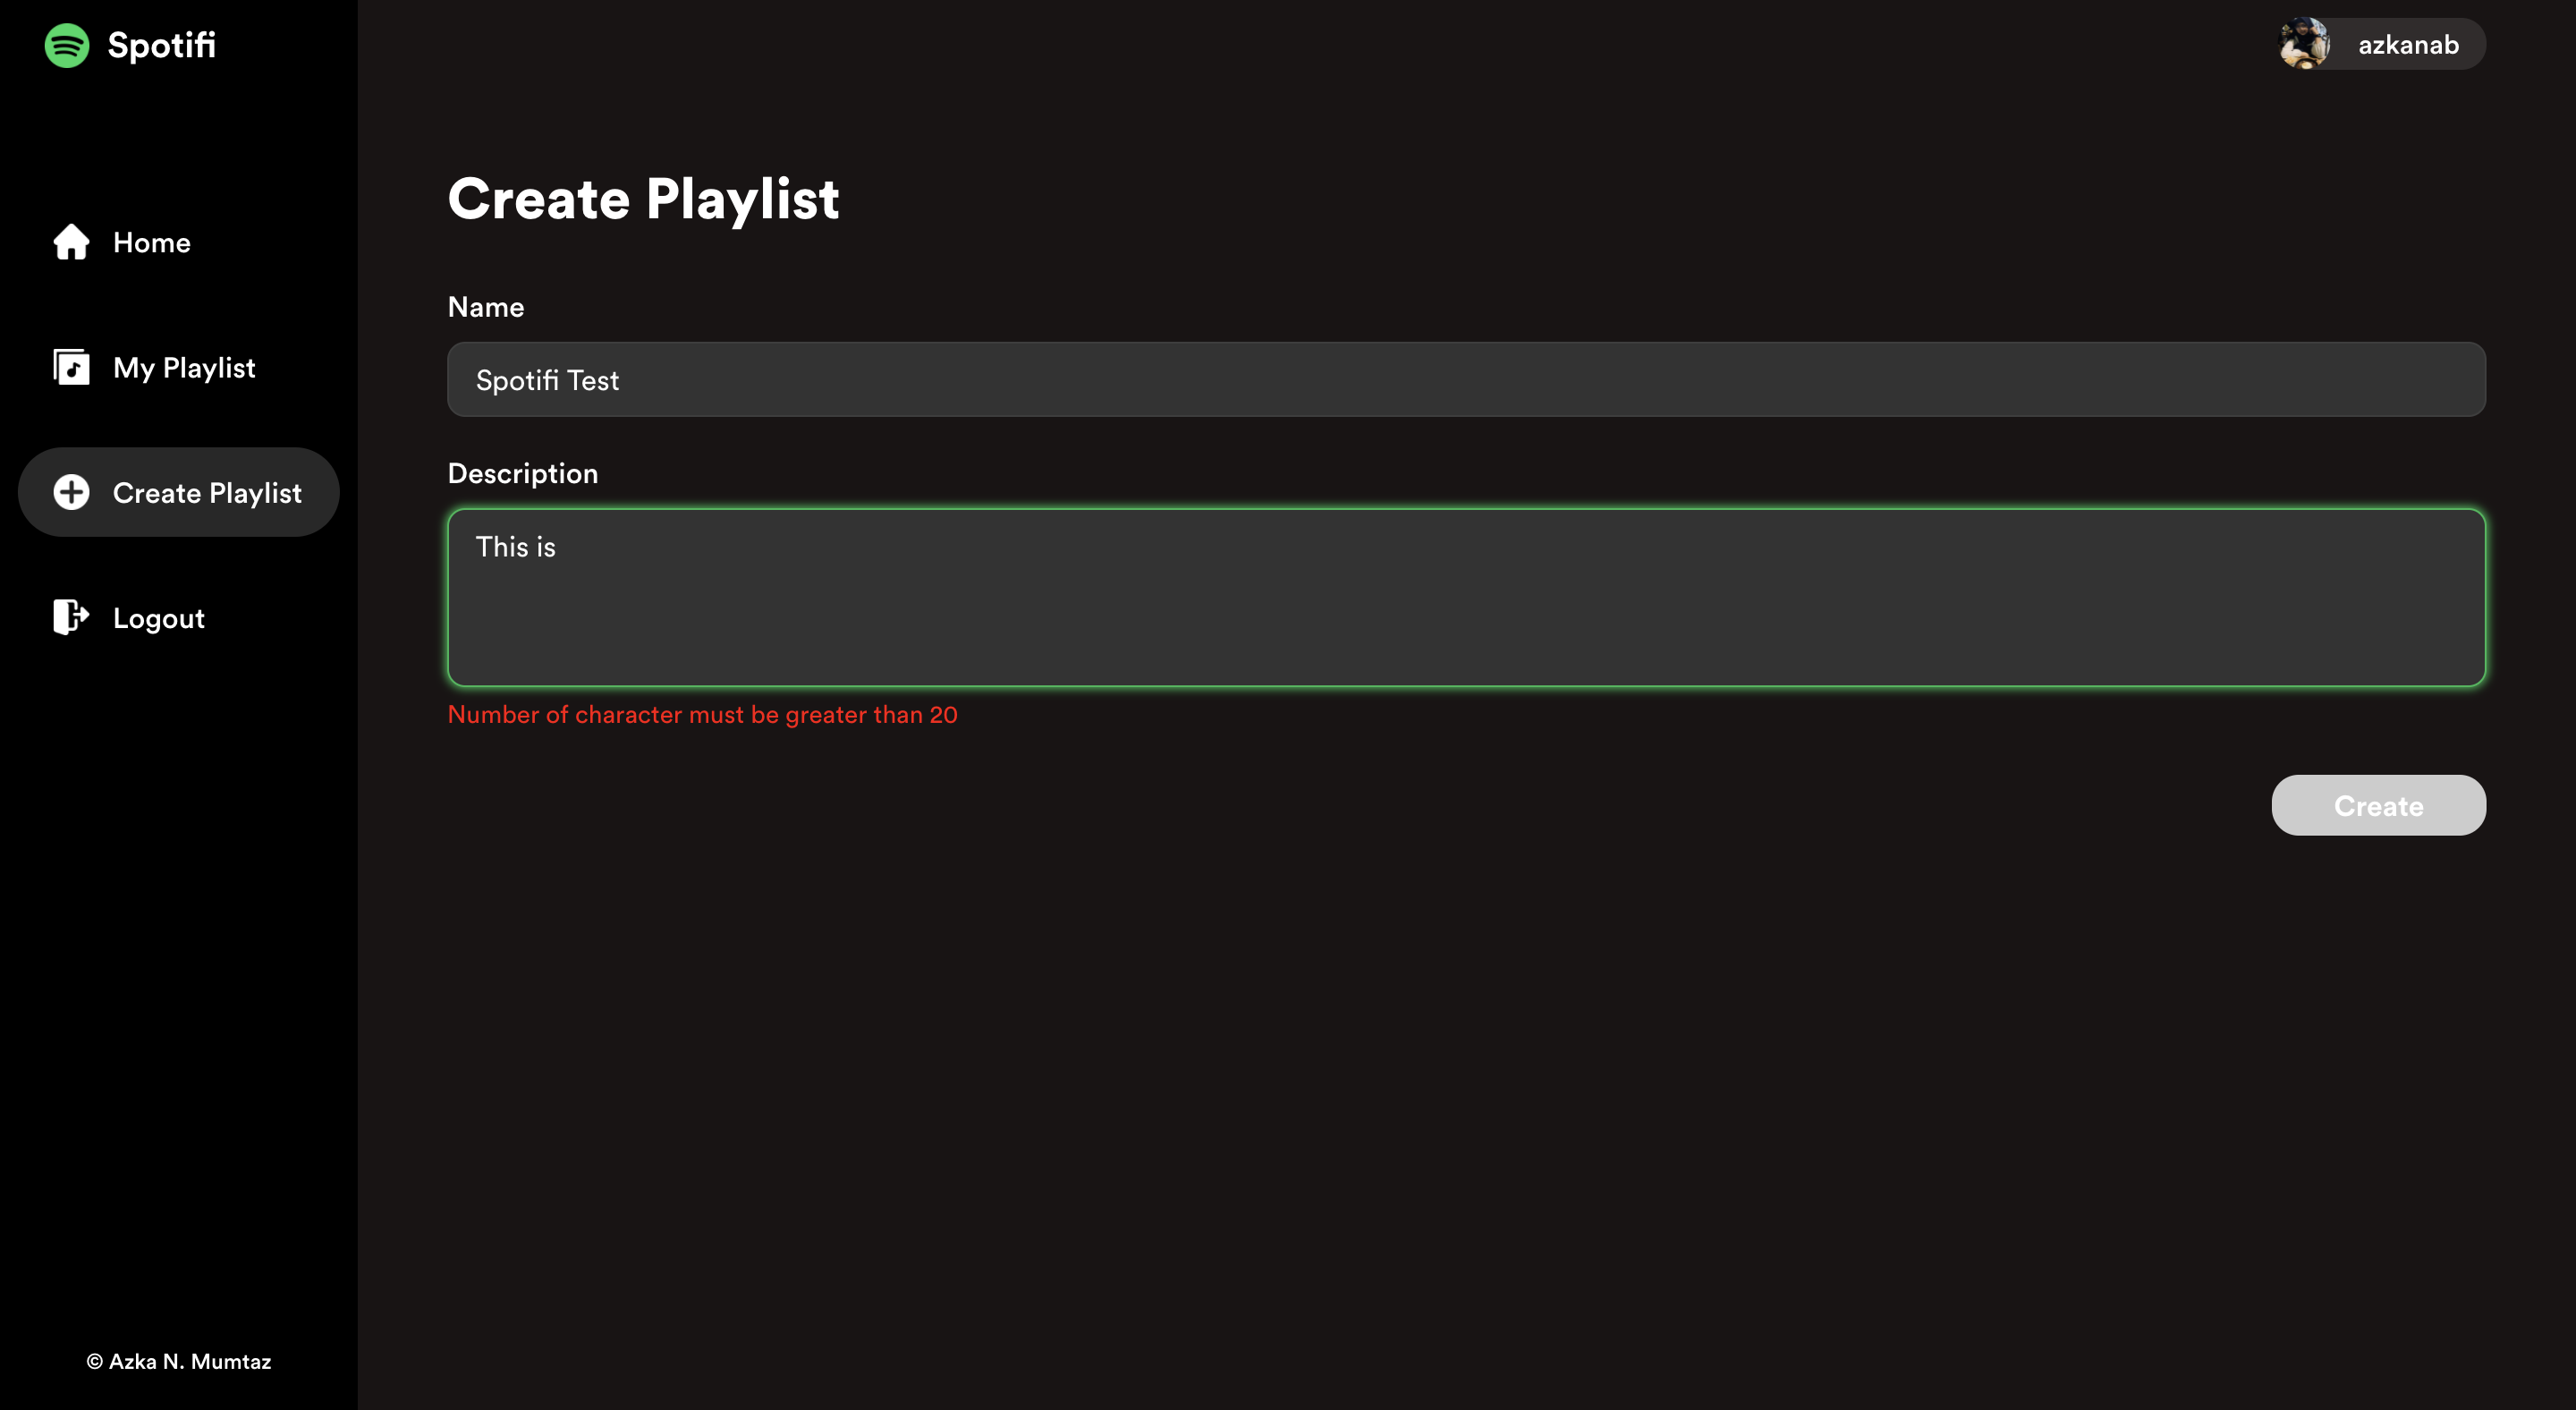 Spotifi
azkanab
Home
My Playlist
Create Playlist
Logout
© Azka N. Mumtaz
Create Playlist
Name
Spotifi Test
Description
This is
Number of character must be greater than 20
Create